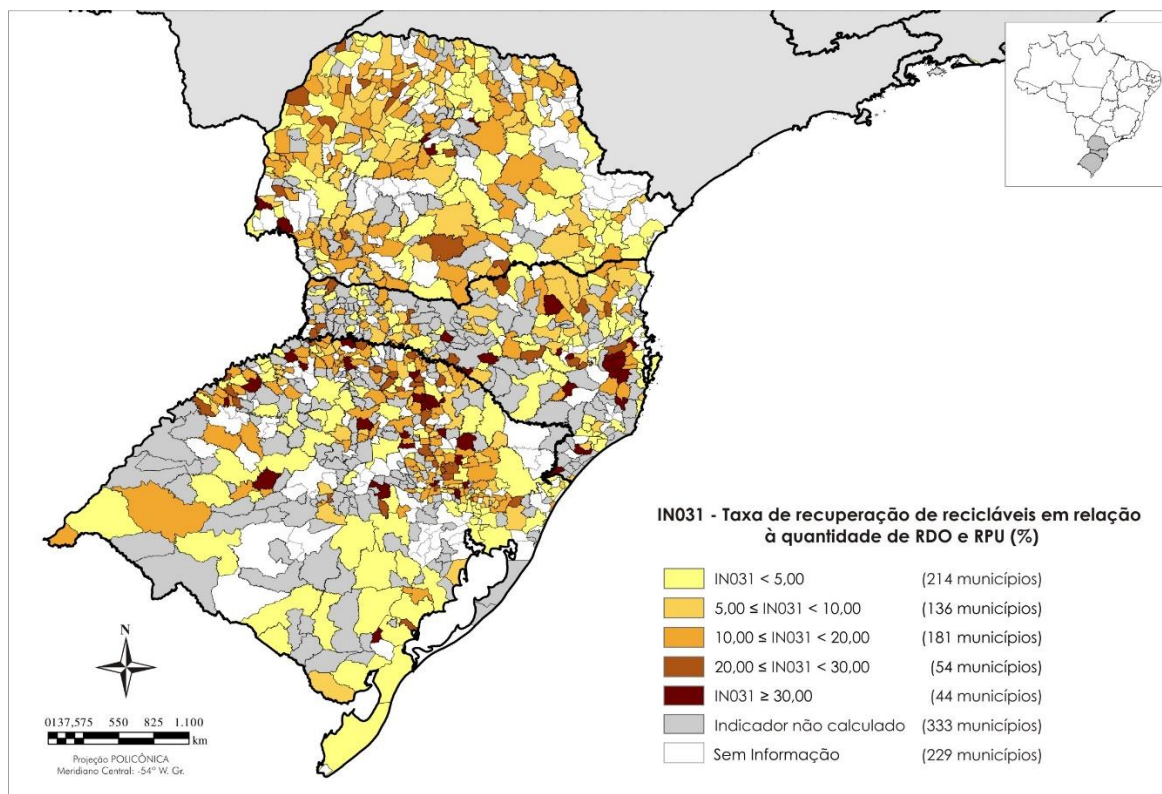 IN031 - Taxa de recuperação de recicláveis em relação
à quantidade de RDO e RPU (%)
IN031 < 5,00 (214 municípios)
5,00 ≤ IN031 < 10,00 (136 municípios)
10,00 ≤ IN031 < 20,00 (181 municípios)
20,00 ≤ IN031 < 30,00 (54 municípios)
IN031 ≥ 30,00 (44 municípios)
Indicador não calculado (333 municípios)
Sem Informação (229 municípios)
N
0137,575 550 825 1.100
km
Projeção POLICÔNICA
Meridiano Central: -54º W. Gr.